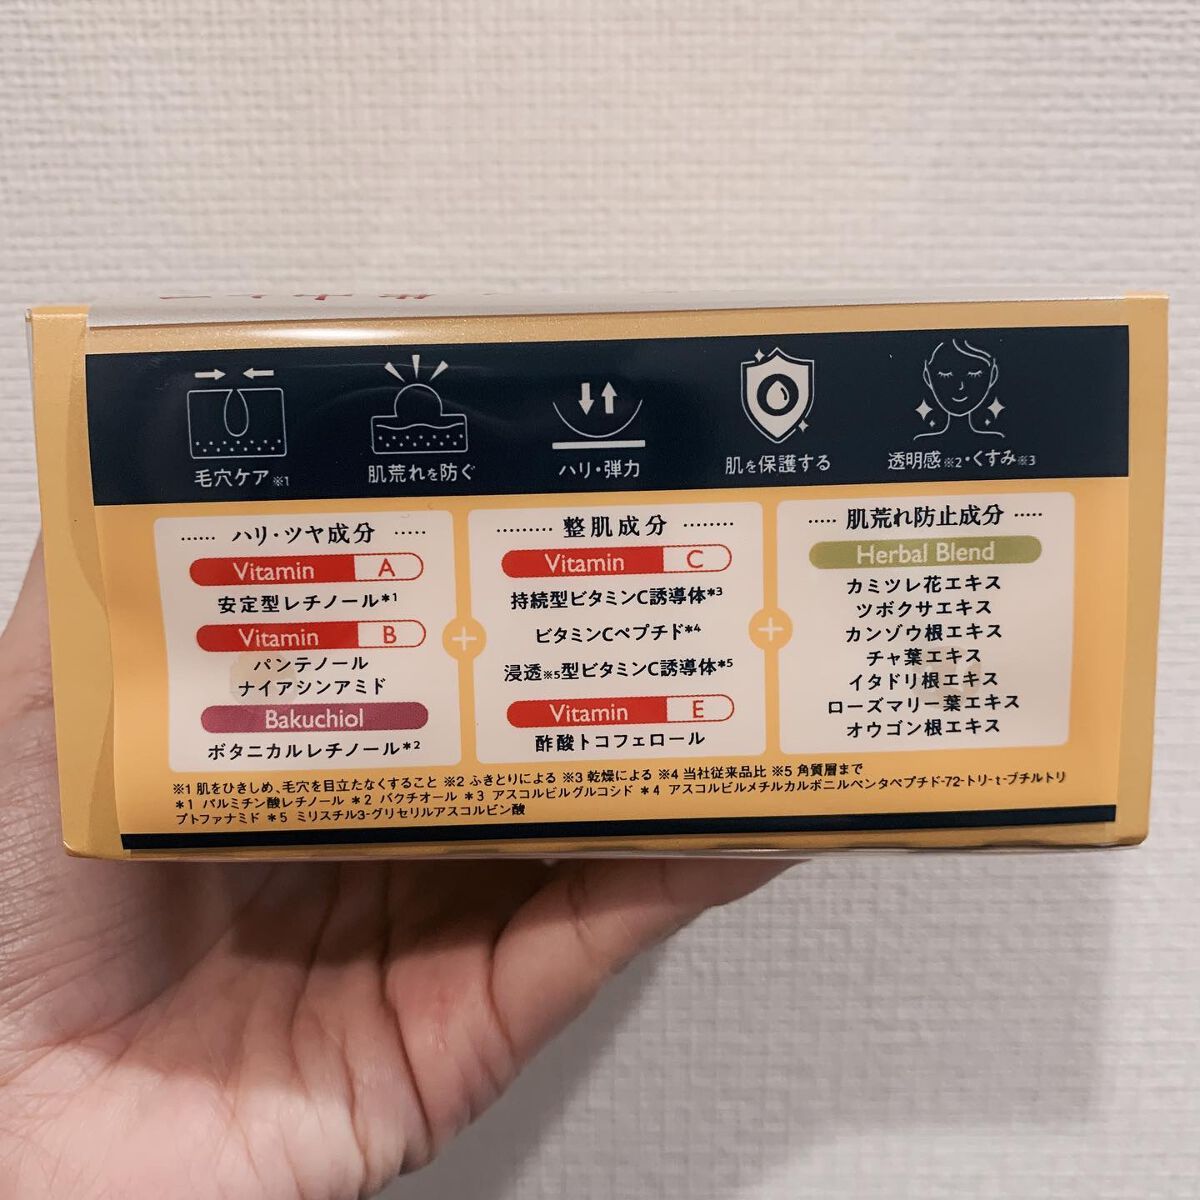 毛穴ケア※1
肌荒れを防ぐ
ハリ・弾力
肌を保護する
透明感※2・くすみ※3
ハリ・ツヤ成分
Vitamin A
安定型レチノール*1
Vitamin B
パンテノール
ナイアシンアミド
Bakuchiol
ボタニカルレチノール*2
+
整肌成分
Vitamin C
持続型ビタミンC誘導体*3
ビタミンCペプチド*4
浸透※5型ビタミンC誘導体*5
Vitamin E
酢酸トコフェロール
+
肌荒れ防止成分
Herbal Blend
カミツレ花エキス
ツボクサエキス
カンゾウ根エキス
チャ葉エキス
イタドリ根エキス
ローズマリー葉エキス
オウゴン根エキス
※1 肌をひきしめ、毛穴を目立たなくすること ※2 ふきとりによる ※3 乾燥による ※4 当社従来品比 ※5 角質層まで
*1 パルミチン酸レチノール *2 バクチオール *3 アスコルビルグルコシド *4 アスコルビルメチルカルボニルペンタペプチド-72-トリ-t-ブチルトリ
プトファナミド *5 ミリスチル3-グリセリルアスコルビン酸